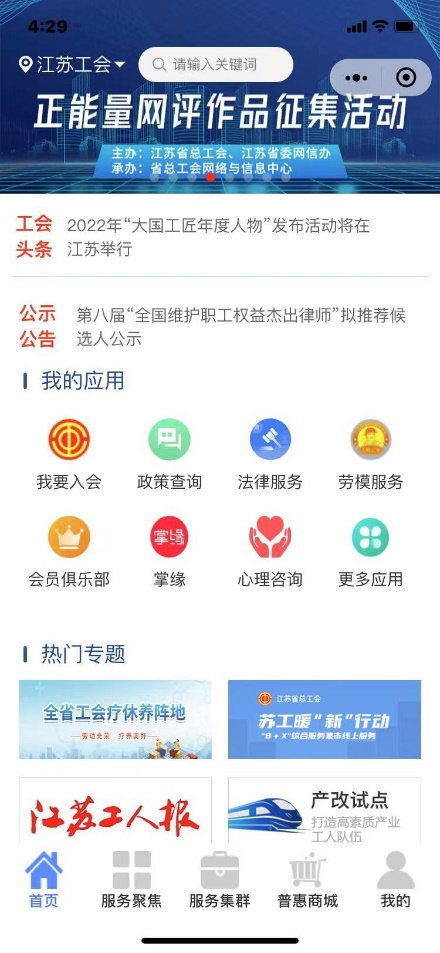 4:29
江苏工会
请输入关键词
正能量网评作品征集活动
主办：江苏省总工会、江苏省委网信办
承办：省总工会网络与信息中心
工会
头条
2022年“大国工匠年度人物”发布活动将在
江苏举行
公示
公告
第八届“全国维护职工权益杰出律师”拟推荐候
选人公示
我的应用
我要入会 政策查询 法律服务 劳模服务
掌缘
会员俱乐部 掌缘 心理咨询 更多应用
热门专题
全省工会疗休养阵地
劳动光荣 疗养真好
江苏省总工会
苏工暖“新”行动
“B+X”综合服务集市线上服务
江苏工人报
产改试点
打造高素质产业
工人队伍
首页 服务聚焦 服务集群 普惠商城 我的